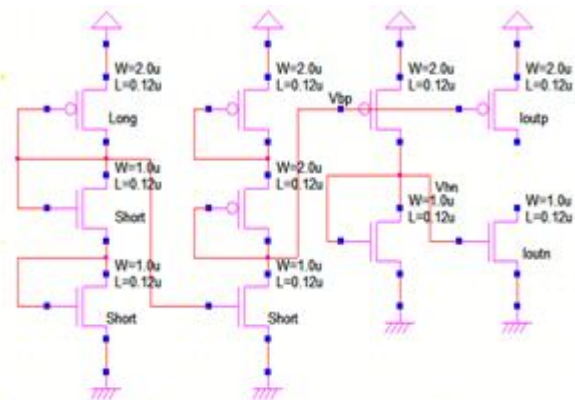 W=2.0u
L=0.12u
Long
W=1.0u
L=0.12u
Short
W=1.0u
L=0.12u
Short
W=2.0u
L=0.12u
W=2.0u
L=0.12u
W=1.0u
L=0.12u
Short
Vbp
W=2.0u
L=0.12u
Vbn
W=1.0u
L=0.12u
W=2.0u
L=0.12u
Ioutp
W=1.0u
L=0.12u
Ioutn